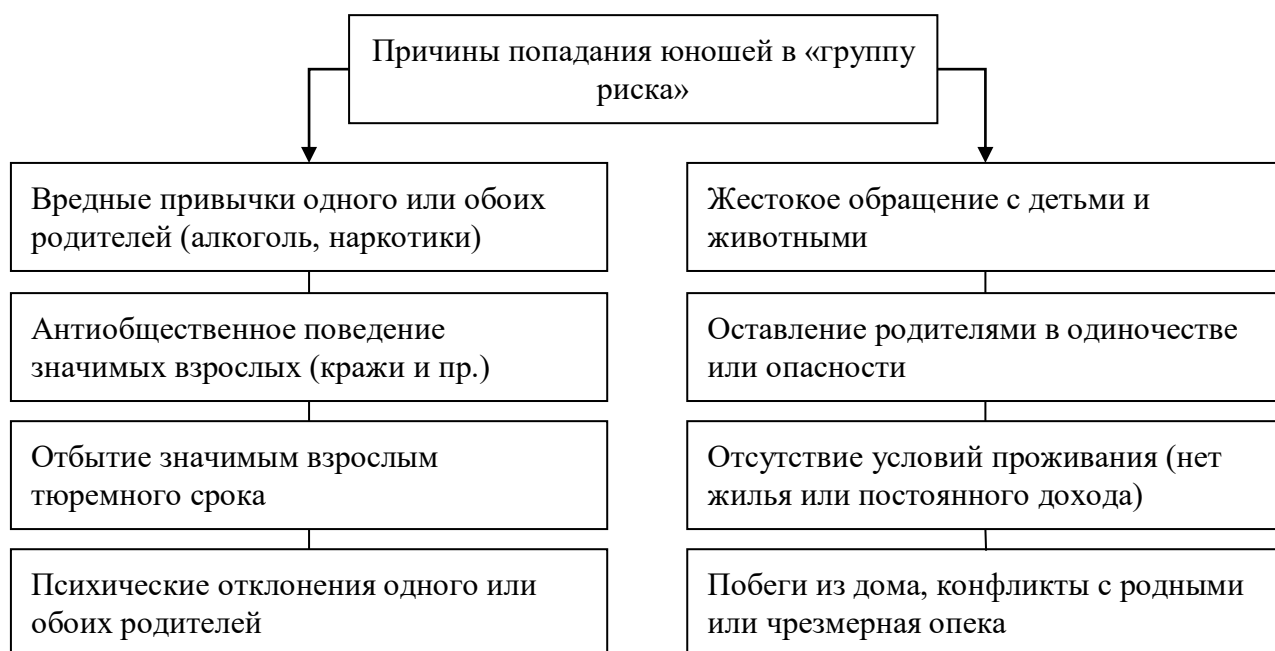 Причины попадания юношей в «группу
риска»
Вредные привычки одного или обоих
родителей (алкоголь, наркотики)
Антиобщественное поведение
значимых взрослых (кражи и пр.)
Отбытие значимым взрослым
тюремного срока
Психические отклонения одного или
обоих родителей
Жестокое обращение с детьми и
животными
Оставление родителями в одиночестве
или опасности
Отсутствие условий проживания (нет
жилья или постоянного дохода)
Побеги из дома, конфликты с родными
или чрезмерная опека